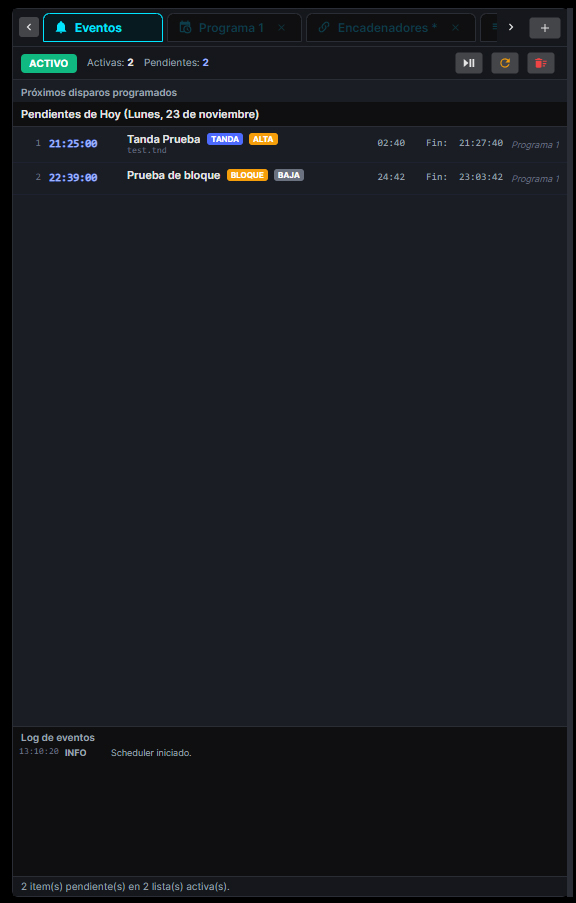 Eventos Programa 1 × Encadenadores * ×
ACTIVO Activas: 2 Pendientes: 2
Próximos disparos programados
Pendientes de Hoy (Lunes, 23 de noviembre)
1 21:25:00 Tanda Prueba TANDA ALTA 02:40 Fin: 21:27:40 Programa 1
test.tnd
2 22:39:00 Prueba de bloque BLOQUE BAJA 24:42 Fin: 23:03:42 Programa 1
Log de eventos
13:10:20 INFO Scheduler iniciado.
2 item(s) pendiente(s) en 2 lista(s) activa(s).